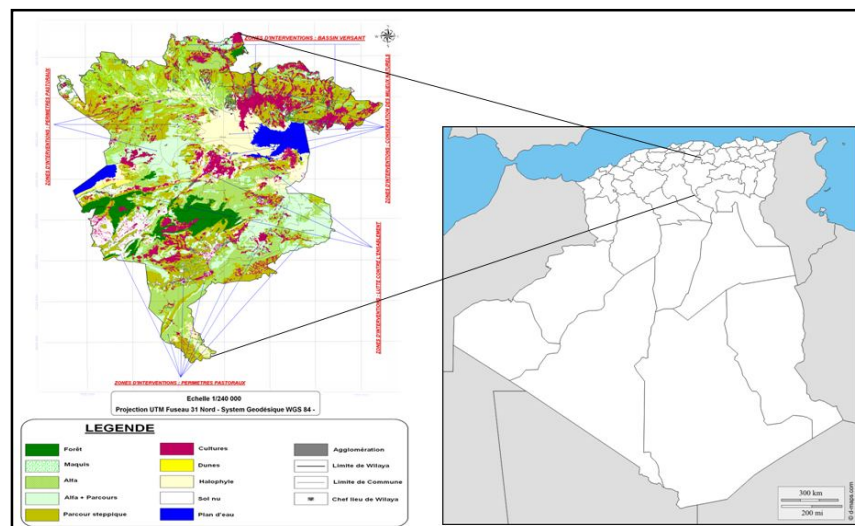 ZONES D'INTERVENTIONS : BASSIN VERSANT
ZONES D'INTERVENTIONS : PERIMETRES PASTORAUX
ZONES D'INTERVENTIONS : CONSERVATION DES MILIEUX NATURELS
ZONES D'INTERVENTIONS : LUTTE CONTRE L'ENSABLEMENT
ZONES D'INTERVENTIONS : PERIMETRES PASTORAUX
Echelle 1/240 000
Projection UTM Fuseau 31 Nord - System Geodésique WGS 84 -
LEGENDE
Forêt
Maquis
Alfa
Alfa + Parcours
Parcour steppique
Cultures
Dunes
Halophyle
Sol nu
Plan d'eau
Agglomération
Limite de Wilaya
Limite de Commune
Chef lieu de Wilaya
300 km
200 mi
© d-maps.com